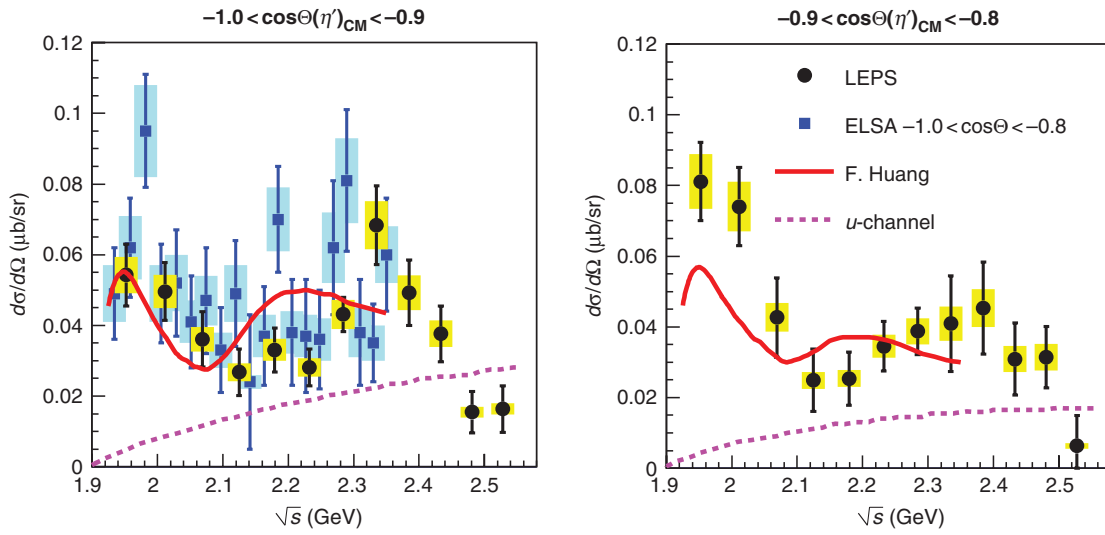 −1.0 < cosΘ(η′)CM < −0.9
0.12
0.1
0.08
0.06
0.04
0.02
0
dσ/dΩ (μb/sr)
1.9 2 2.1 2.2 2.3 2.4 2.5
√s (GeV)
−0.9 < cosΘ(η′)CM < −0.8
0.12
0.1
0.08
0.06
0.04
0.02
0
dσ/dΩ (μb/sr)
LEPS
ELSA −1.0 < cosΘ < −0.8
F. Huang
u-channel
1.9 2 2.1 2.2 2.3 2.4 2.5
√s (GeV)